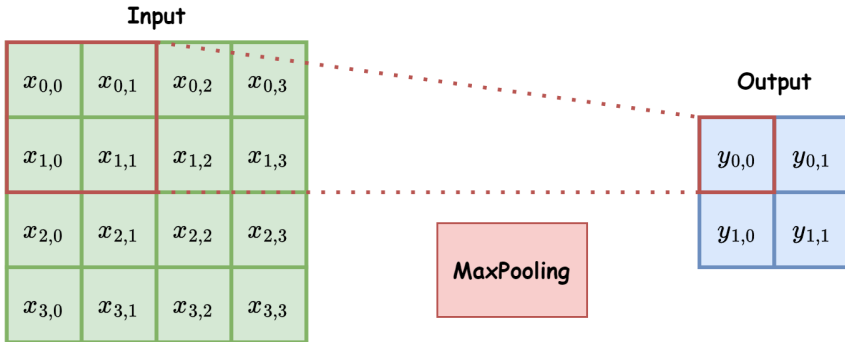 Input
Output
x0,0 x0,1 x0,2 x0,3
x1,0 x1,1 x1,2 x1,3
y0,0 y0,1
x2,0 x2,1 x2,2 x2,3
y1,0 y1,1
MaxPooling
x3,0 x3,1 x3,2 x3,3